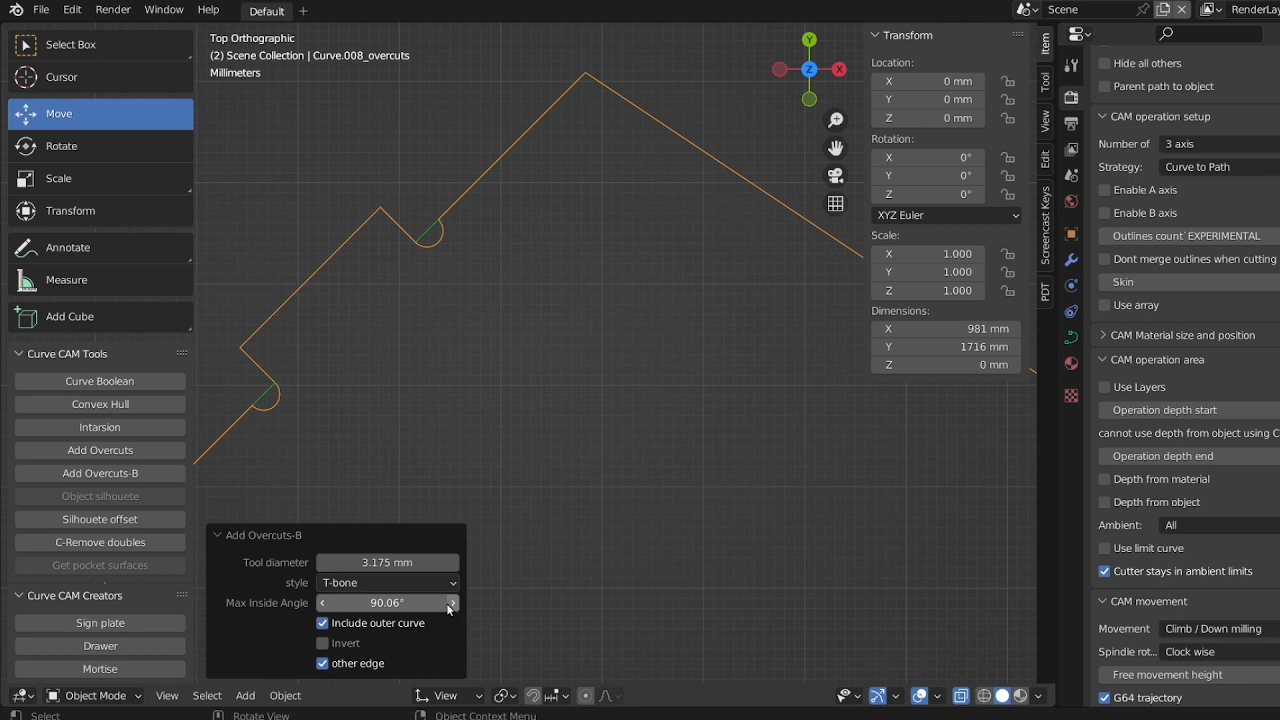 File Edit Render Window Help Default + Scene RenderLay
Select Box
Cursor
Move
Rotate
Scale
Transform
Annotate
Measure
Add Cube
Curve CAM Tools
Curve Boolean
Convex Hull
Intarsion
Add Overcuts
Add Overcuts-B
Object silhouete
Silhouete offset
C-Remove doubles
Get pocket surfaces
Curve CAM Creators
Sign plate
Drawer
Mortise
Top Orthographic
(2) Scene Collection | Curve.008_overcuts
Millimeters
Y
Z
X
Add Overcuts-B
Tool diameter 3.175 mm
style T-bone
Max Inside Angle 90.06°
Include outer curve
Invert
other edge
Transform
Location:
X 0 mm
Y 0 mm
Z 0 mm
Rotation:
X 0°
Y 0°
Z 0°
XYZ Euler
Scale:
X 1.000
Y 1.000
Z 1.000
Dimensions:
X 981 mm
Y 1716 mm
Z 0 mm
Item
Tool
View
Edit
Screencast Keys
PDT
Hide all others
Parent path to object
CAM operation setup
Number of 3 axis
Strategy: Curve to Path
Enable A axis
Enable B axis
Outlines count`EXPERIMENTAL
Dont merge outlines when cutting
Skin
Use array
CAM Material size and position
CAM operation area
Use Layers
Operation depth start
cannot use depth from object using C
Operation depth end
Depth from material
Depth from object
Ambient: All
Use limit curve
Cutter stays in ambient limits
CAM movement
Movement Climb / Down milling
Spindle rot... Clock wise
Free movement height
G64 trajectory
Object Mode View Select Add Object View
Select Rotate View Object Context Menu